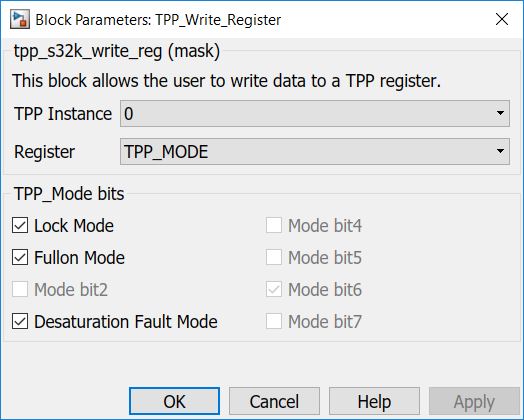 Block Parameters: TPP_Write_Register
tpp_s32k_write_reg (mask)
This block allows the user to write data to a TPP register.
TPP Instance 0
Register TPP_MODE
TPP_Mode bits
Lock Mode Mode bit4
Fullon Mode Mode bit5
Mode bit2 Mode bit6
Desaturation Fault Mode Mode bit7
OK Cancel Help Apply